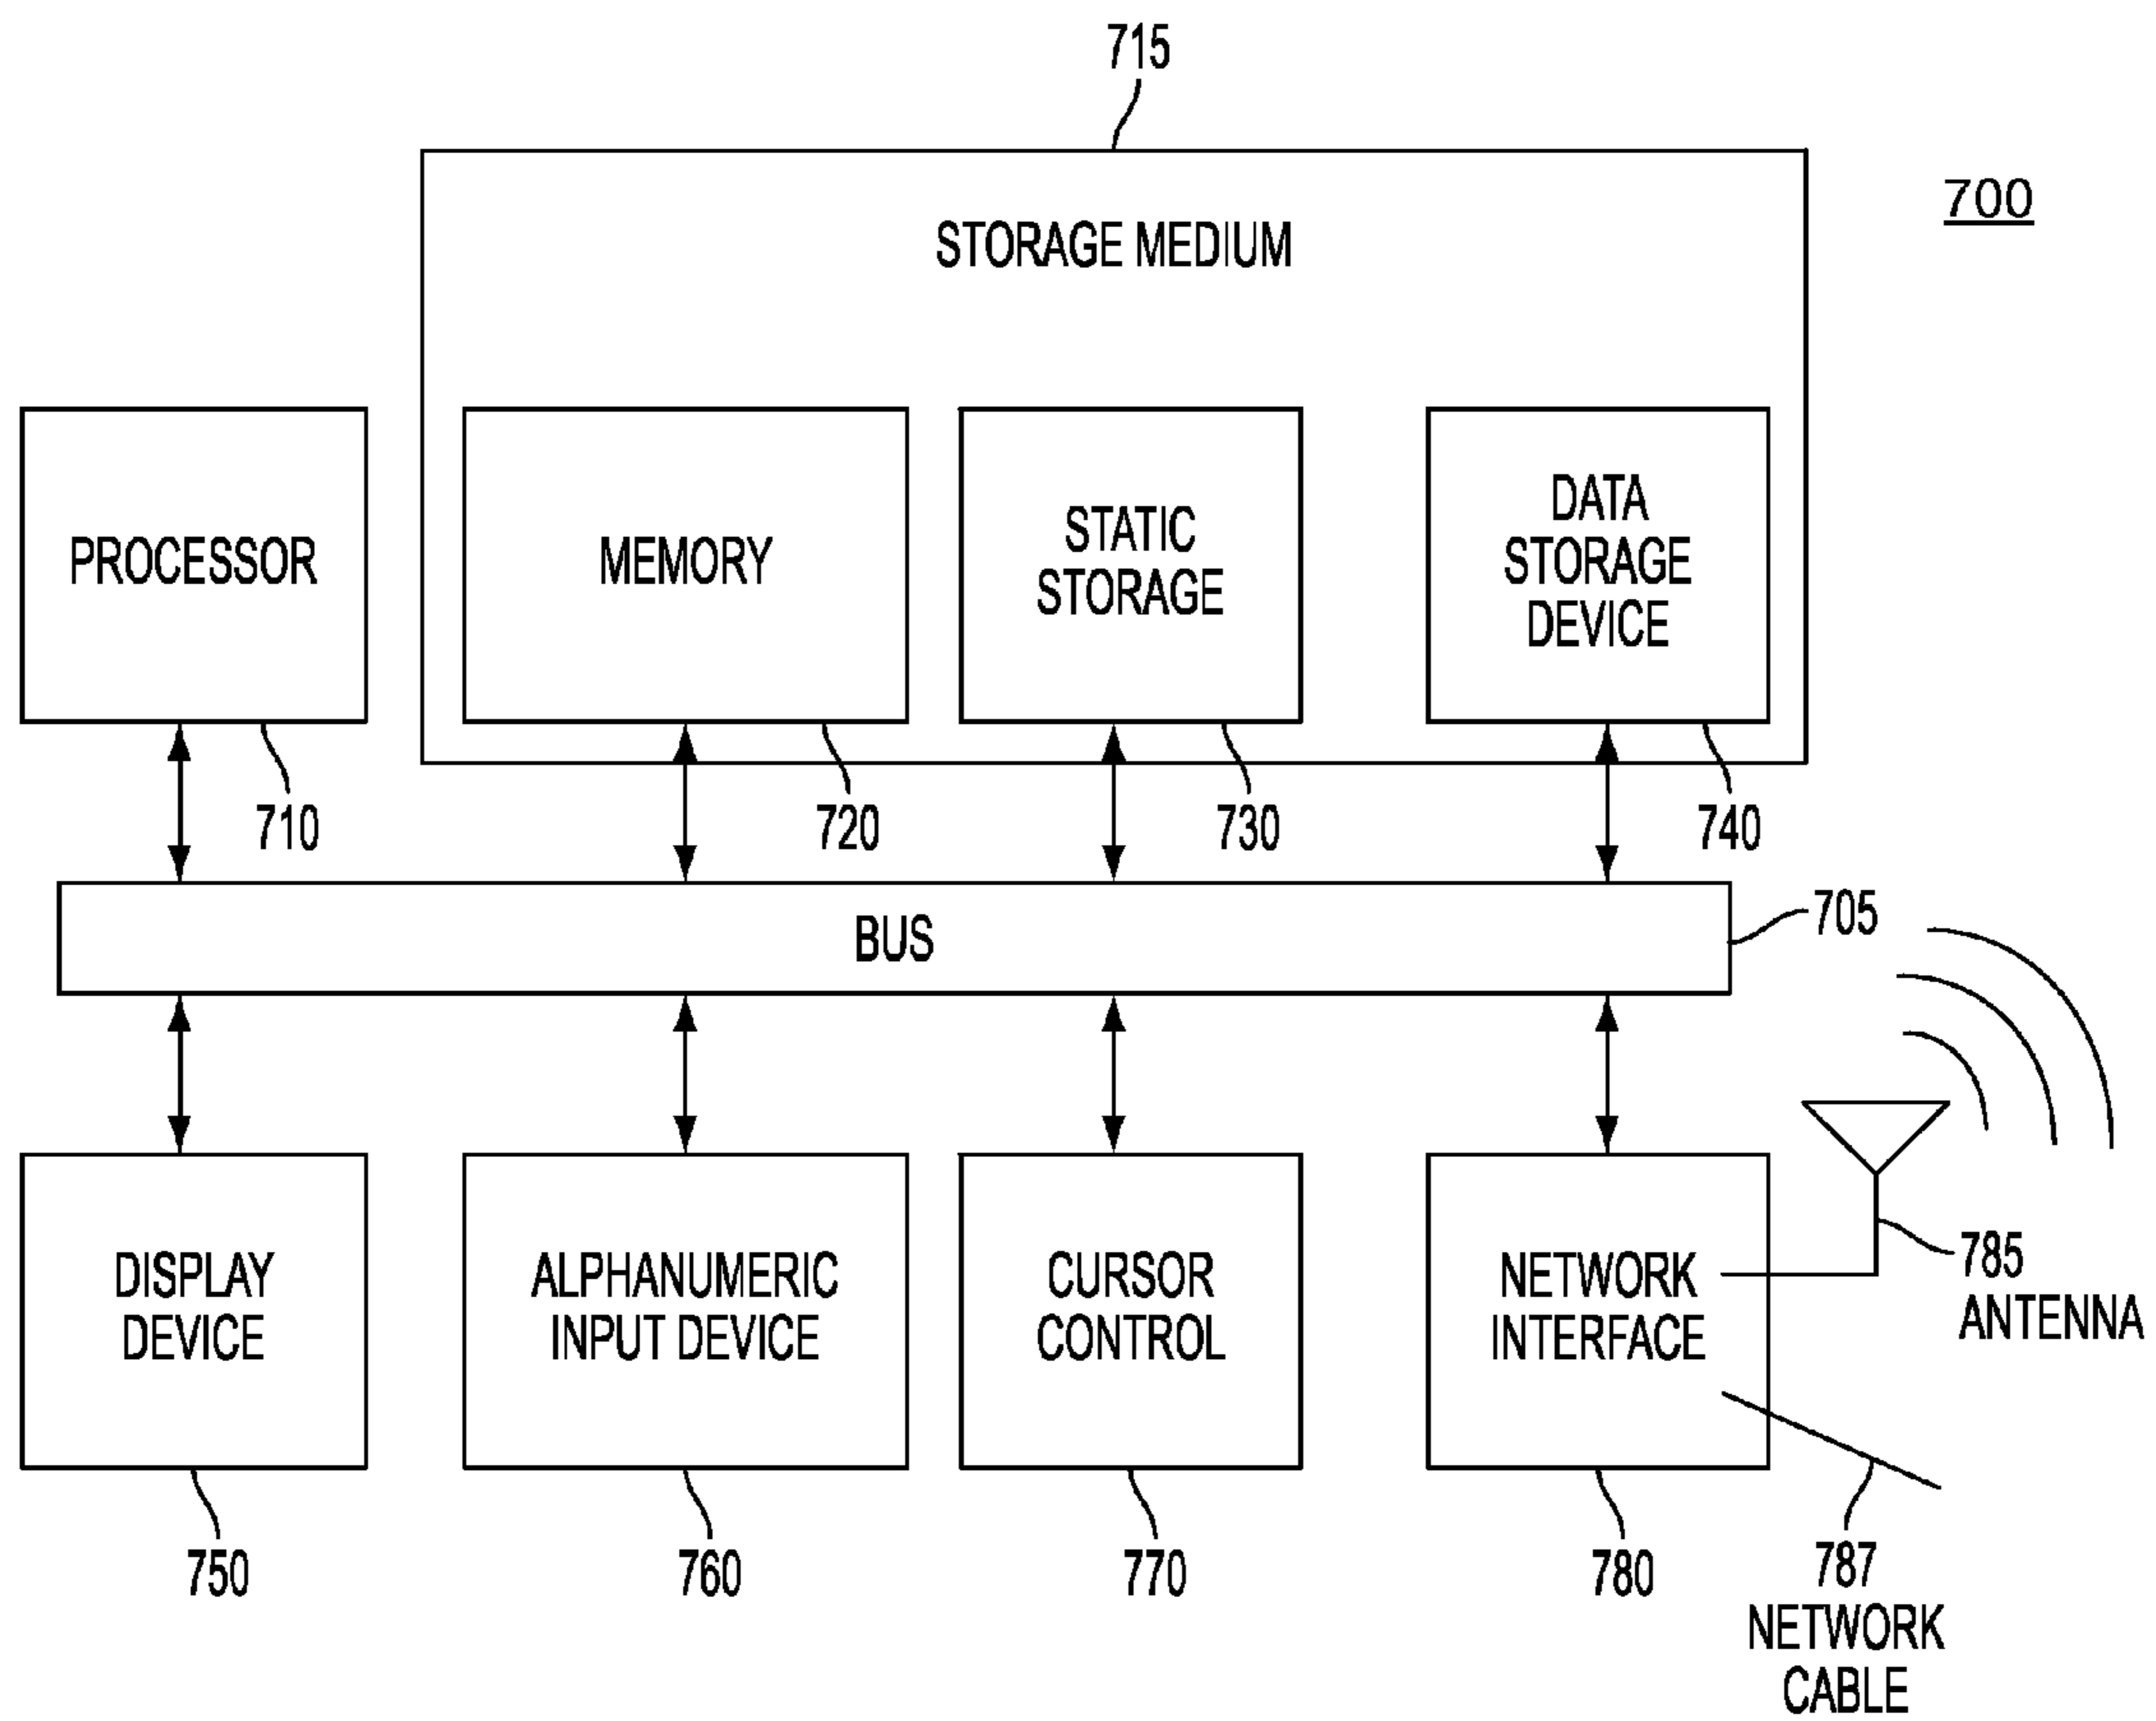 715
700
STORAGE MEDIUM
PROCESSOR
MEMORY
STATIC
STORAGE
DATA
STORAGE
DEVICE
710
720
730
740
BUS
705
DISPLAY
DEVICE
ALPHANUMERIC
INPUT DEVICE
CURSOR
CONTROL
NETWORK
INTERFACE
785
ANTENNA
750
760
770
780
787
NETWORK
CABLE